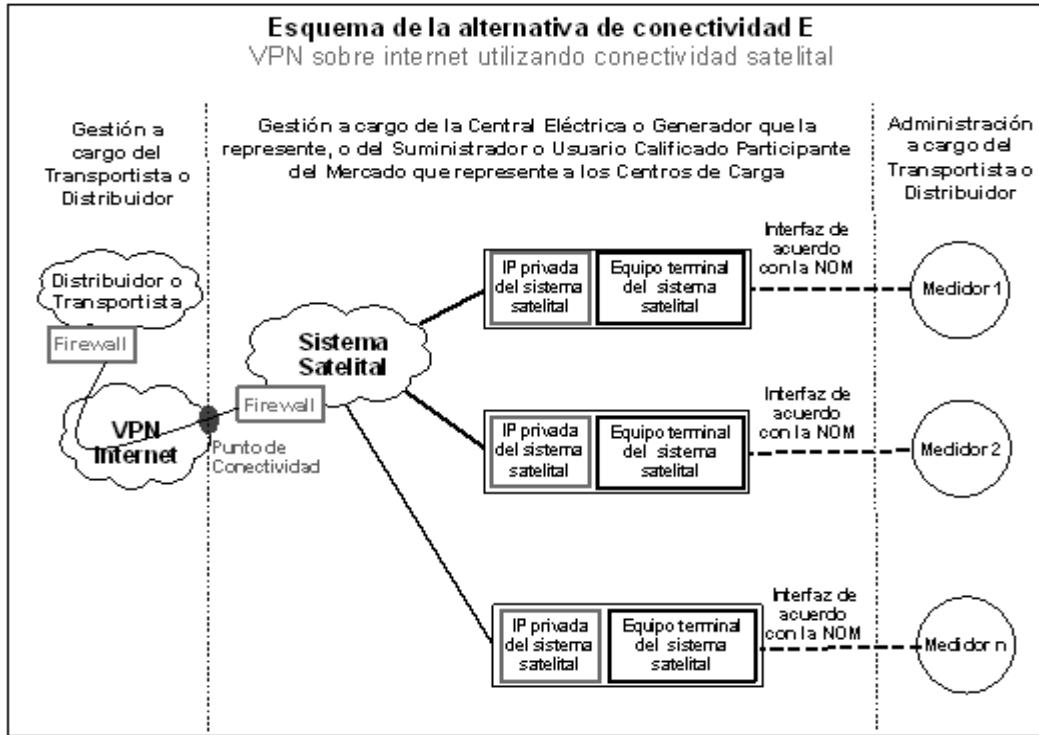 Esquema de la alternativa de conectividad E
VPN sobre internet utilizando conectividad satelital
Gestión a
cargo del
Transportista o
Distribuidor
Gestión a cargo de la Central Eléctrica o Generador que la
represente, o del Suministrador o Usuario Calificado Participante
del Mercado que represente a los Centros de Carga
Administración
a cargo del
Transportista o
Distribuidor
Distribuidor o
Transportista
Firewall
VPN
Internet
Punto de
Conectividad
Firewall
Sistema
Satelital
IP privada
del sistema
satelital
Equipo terminal
del sistema
satelital
Interfaz de
acuerdo
con la NOM
Medidor 1
IP privada
del sistema
satelital
Equipo terminal
del sistema
satelital
Interfaz de
acuerdo
con la NOM
Medidor 2
IP privada
del sistema
satelital
Equipo terminal
del sistema
satelital
Interfaz de
acuerdo
con la NOM
Medidor n